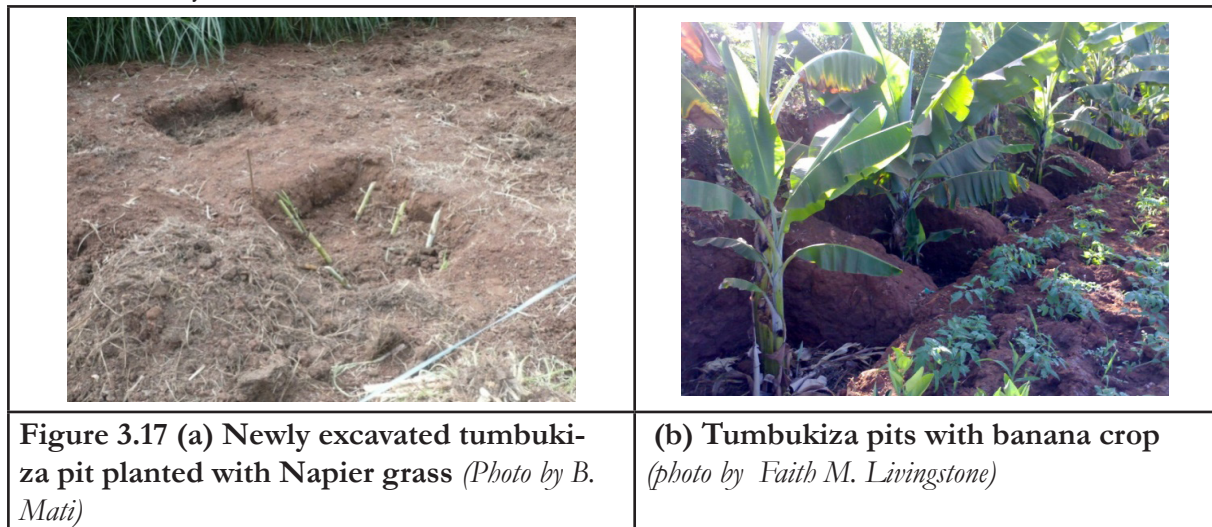 Figure 3.17 (a) Newly excavated tumbuki-
za pit planted with Napier grass (Photo by B.
Mati)
(b) Tumbukiza pits with banana crop
(photo by Faith M. Livingstone)